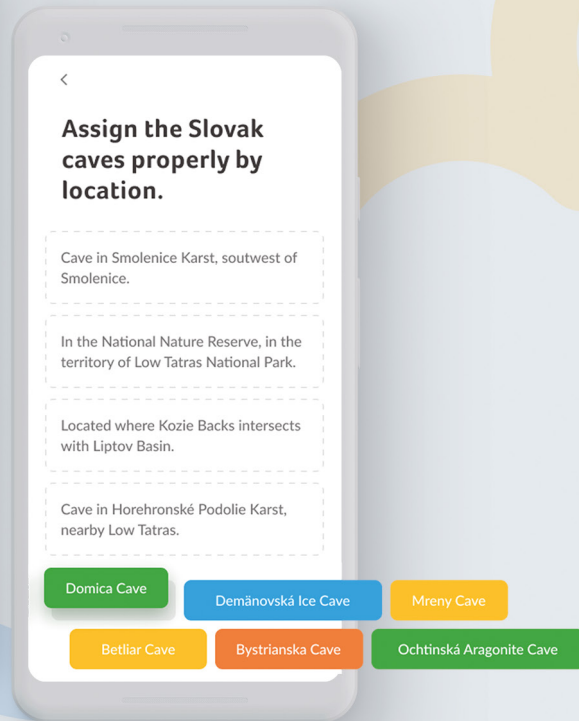 Assign the Slovak
caves properly by
location.
Cave in Smolenice Karst, soutwest of
Smolenice.
In the National Nature Reserve, in the
territory of Low Tatras National Park.
Located where Kozie Backs intersects
with Liptov Basin.
Cave in Horehronské Podolie Karst,
nearby Low Tatras.
Domica Cave
Demänovská Ice Cave
Mreny Cave
Betliar Cave
Bystrianska Cave
Ochtinská Aragonite Cave